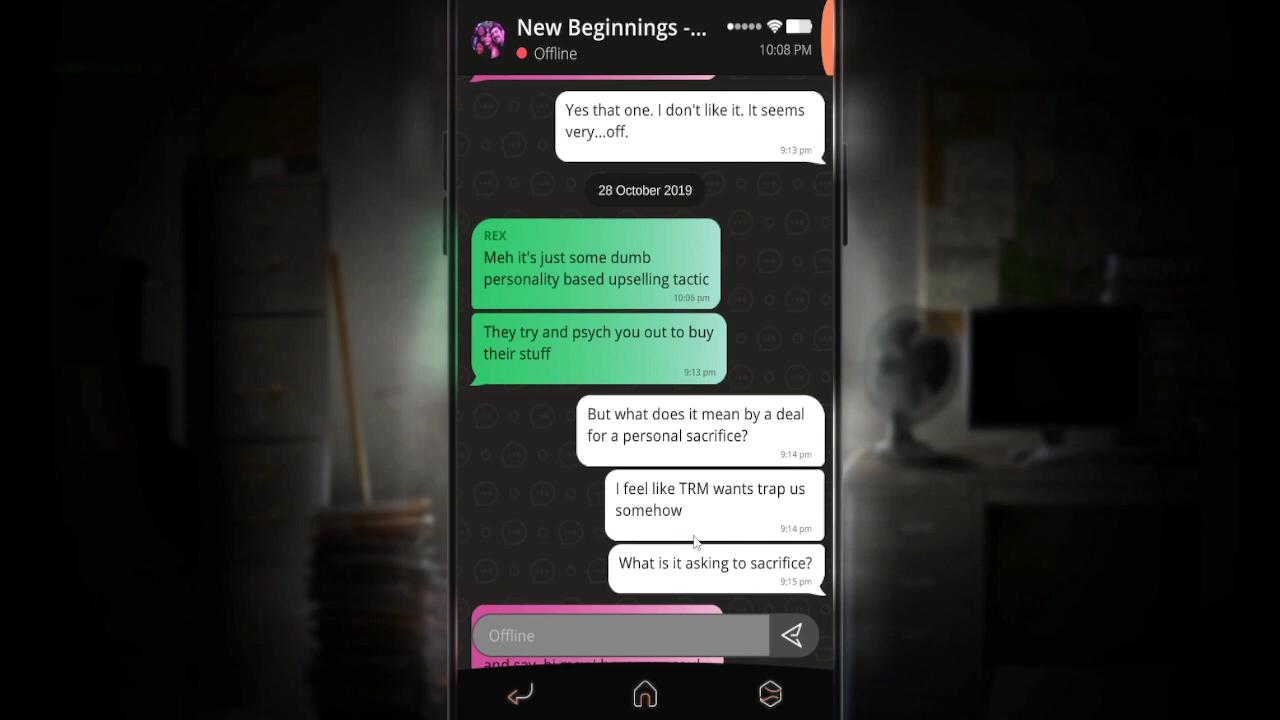 New Beginnings -...
Offline
10:08 PM
Yes that one. I don't like it. It seems
very...off.
9:13 pm
28 October 2019
REX
Meh it's just some dumb
personality based upselling tactic
10:06 pm
They try and psych you out to buy
their stuff
9:13 pm
But what does it mean by a deal
for a personal sacrifice?
9:14 pm
I feel like TRM wants trap us
somehow
9:14 pm
What is it asking to sacrifice?
9:15 pm
Offline